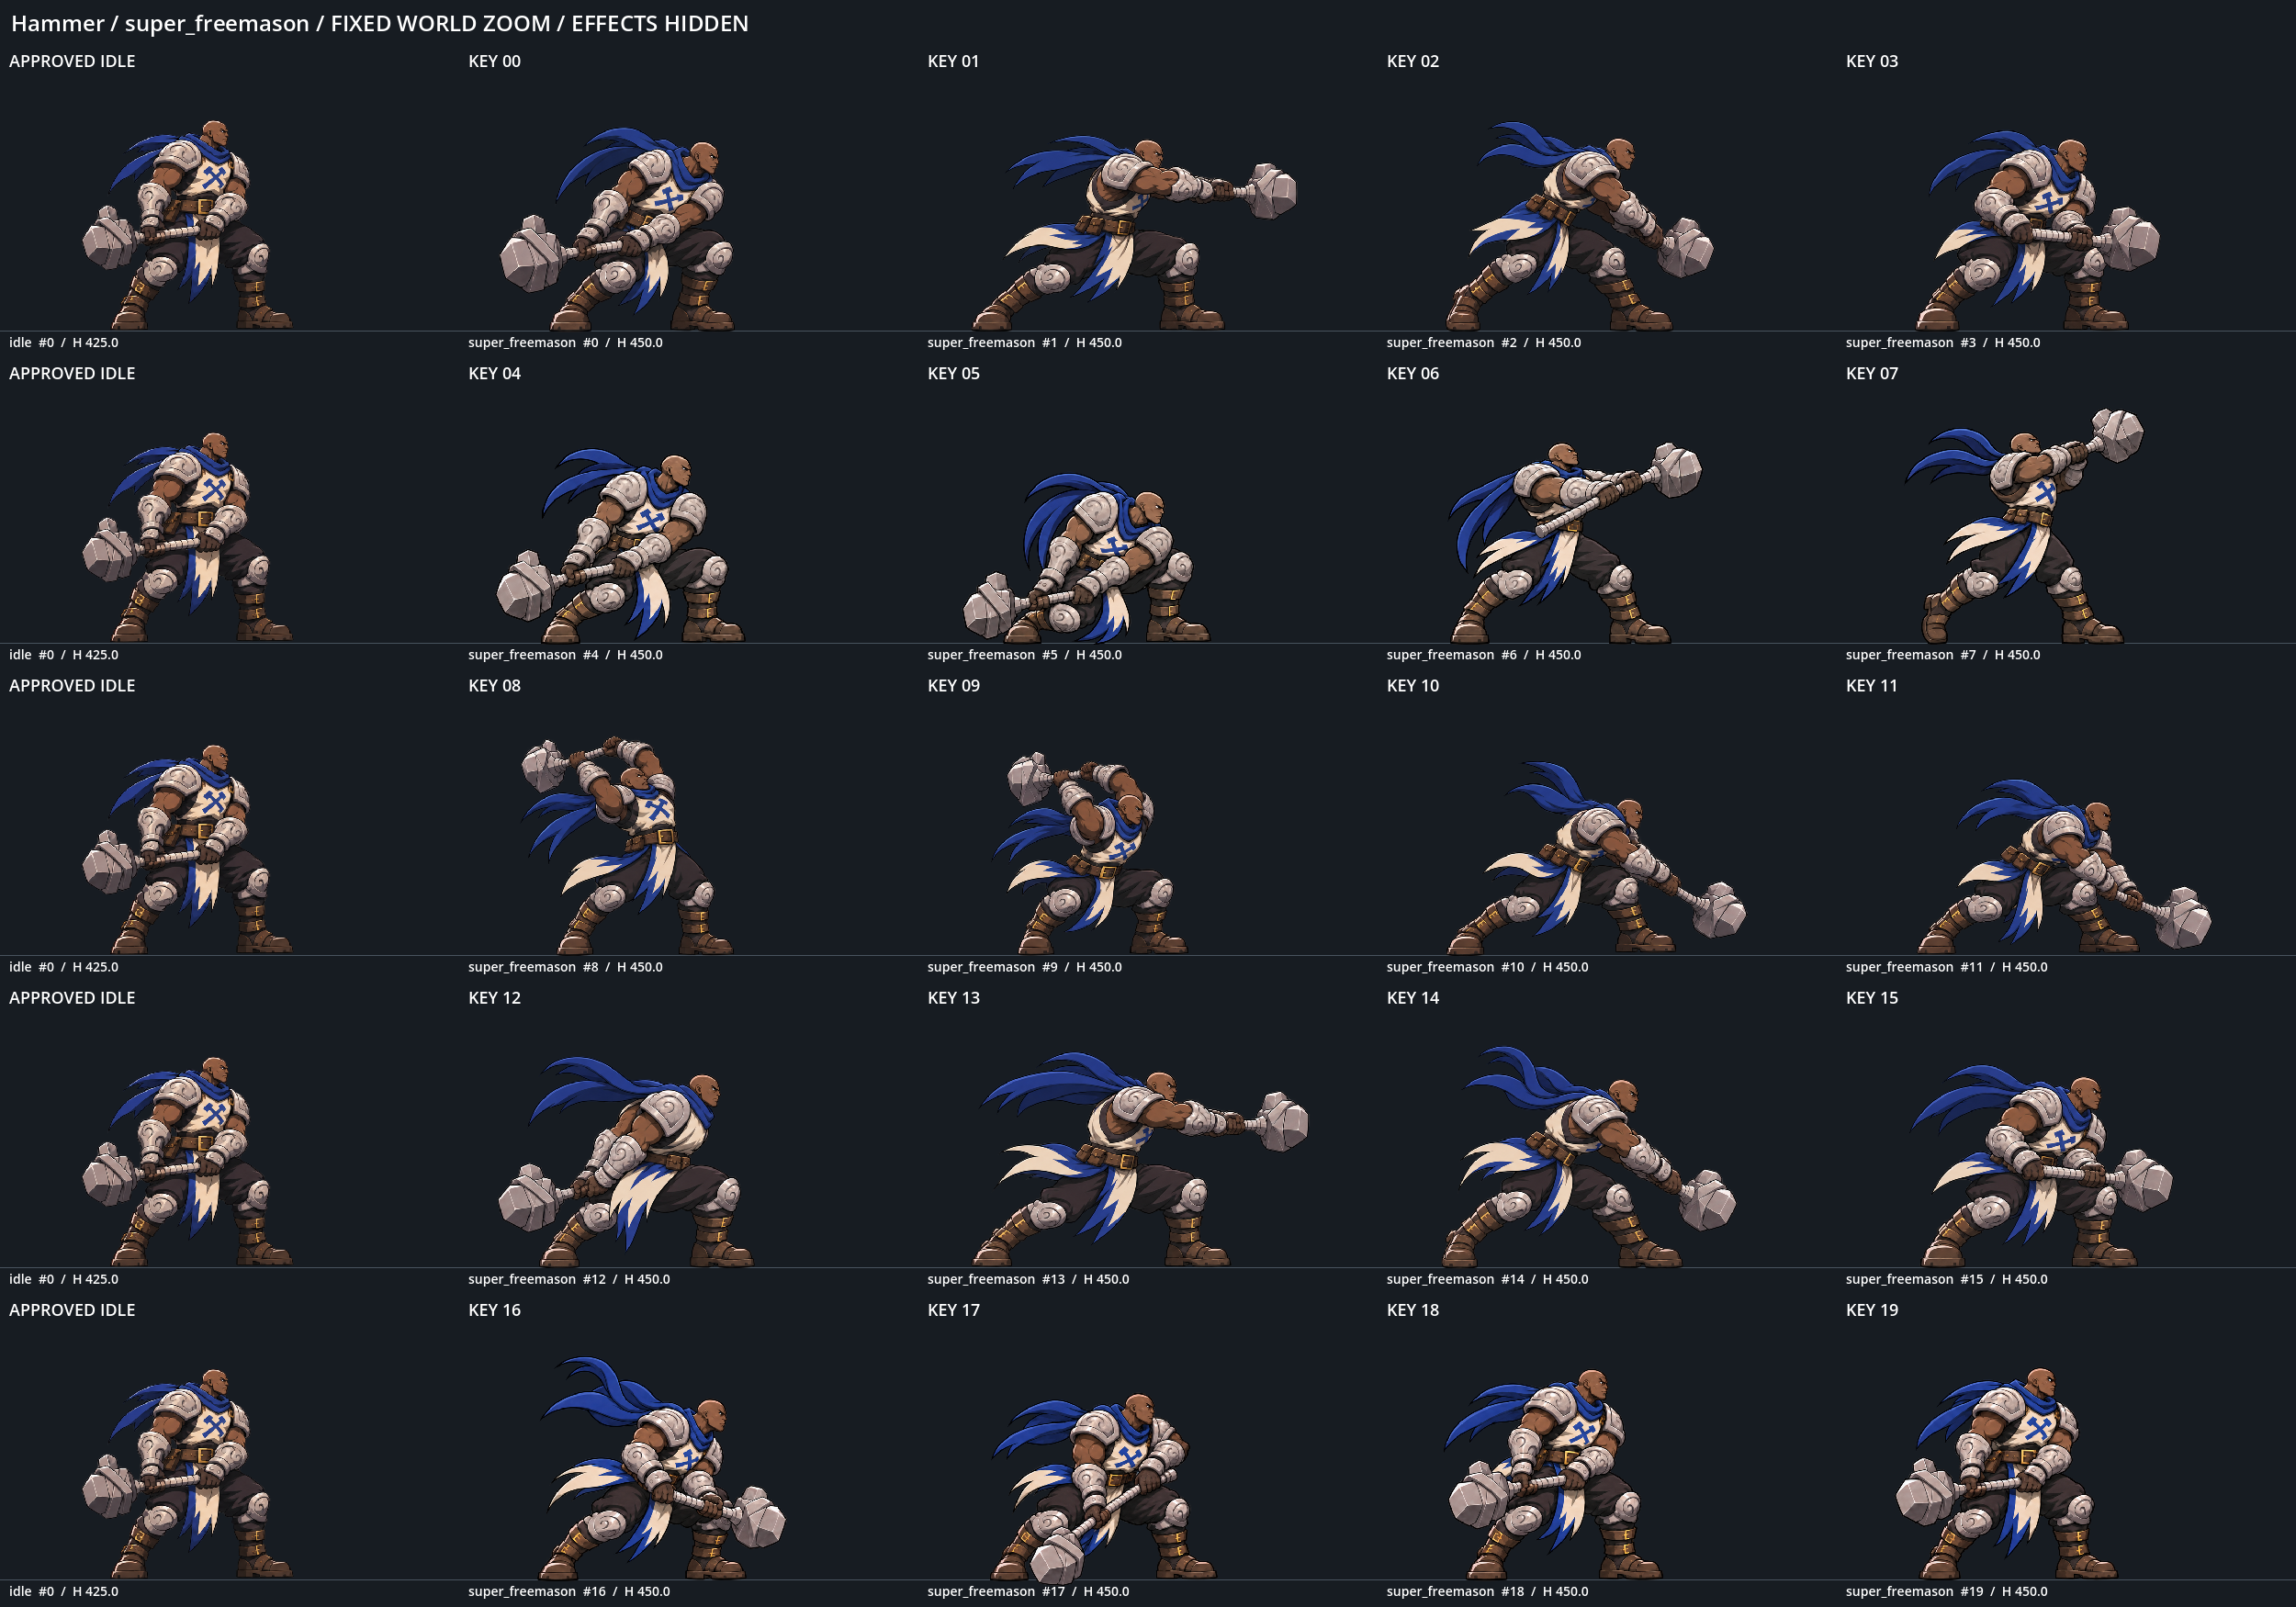 Hammer / super_freemason / FIXED WORLD ZOOM / EFFECTS HIDDEN
APPROVED IDLE KEY 00 KEY 01 KEY 02 KEY 03
idle #0 / H 425.0 super_freemason #0 / H 450.0 super_freemason #1 / H 450.0 super_freemason #2 / H 450.0 super_freemason #3 / H 450.0
APPROVED IDLE KEY 04 KEY 05 KEY 06 KEY 07
idle #0 / H 425.0 super_freemason #4 / H 450.0 super_freemason #5 / H 450.0 super_freemason #6 / H 450.0 super_freemason #7 / H 450.0
APPROVED IDLE KEY 08 KEY 09 KEY 10 KEY 11
idle #0 / H 425.0 super_freemason #8 / H 450.0 super_freemason #9 / H 450.0 super_freemason #10 / H 450.0 super_freemason #11 / H 450.0
APPROVED IDLE KEY 12 KEY 13 KEY 14 KEY 15
idle #0 / H 425.0 super_freemason #12 / H 450.0 super_freemason #13 / H 450.0 super_freemason #14 / H 450.0 super_freemason #15 / H 450.0
APPROVED IDLE KEY 16 KEY 17 KEY 18 KEY 19
idle #0 / H 425.0 super_freemason #16 / H 450.0 super_freemason #17 / H 450.0 super_freemason #18 / H 450.0 super_freemason #19 / H 450.0